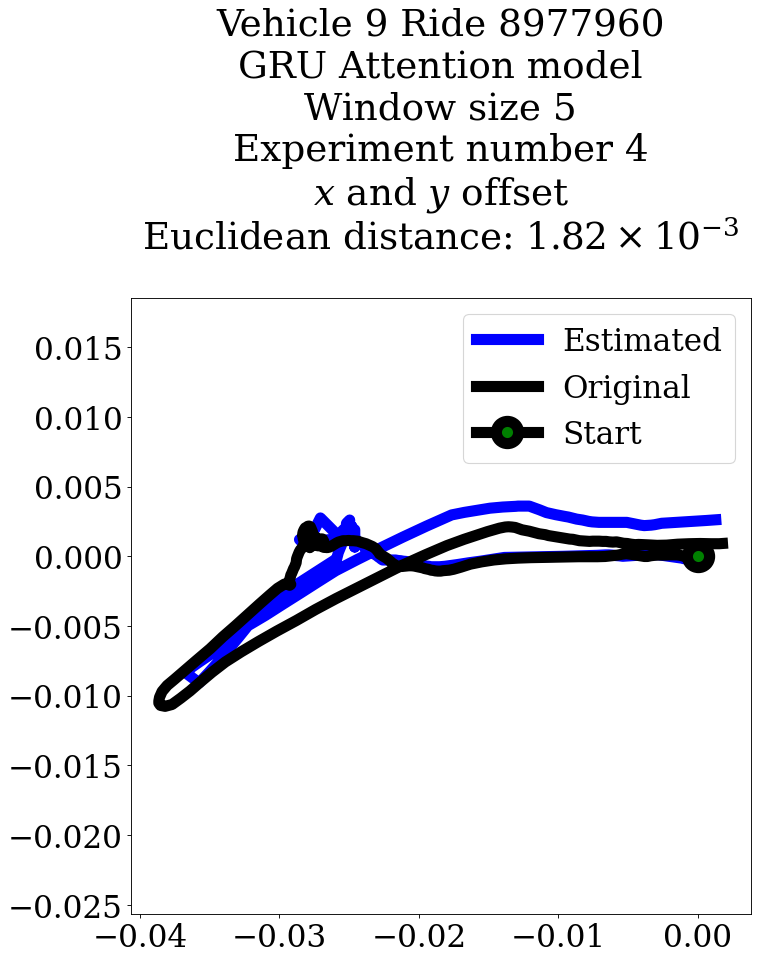 Vehicle 9 Ride 8977960
GRU Attention model
Window size 5
Experiment number 4
x and y offset
Euclidean distance: 1.82 × 10⁻³
Estimated
Original
Start
0.015
0.010
0.005
0.000
−0.005
−0.010
−0.015
−0.020
−0.025
−0.04 −0.03 −0.02 −0.01 0.00